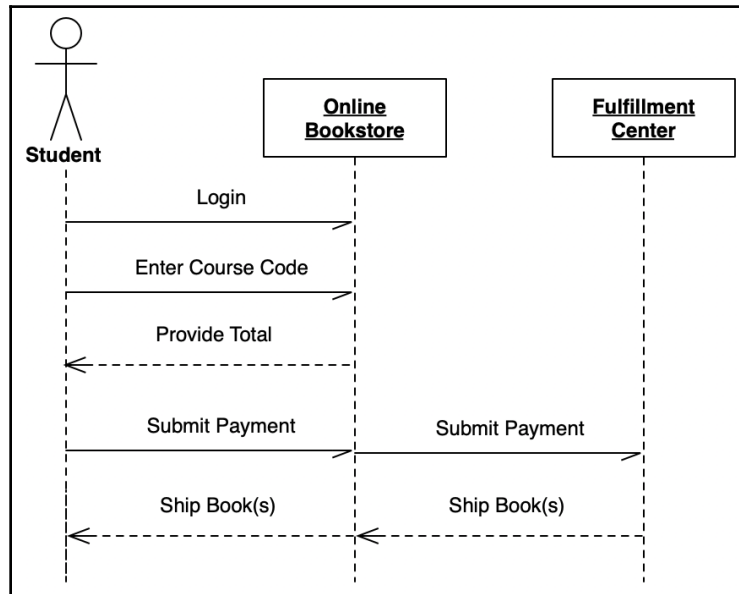 Student
Online
Bookstore
Fulfillment
Center
Login
Enter Course Code
Provide Total
Submit Payment
Submit Payment
Ship Book(s)
Ship Book(s)